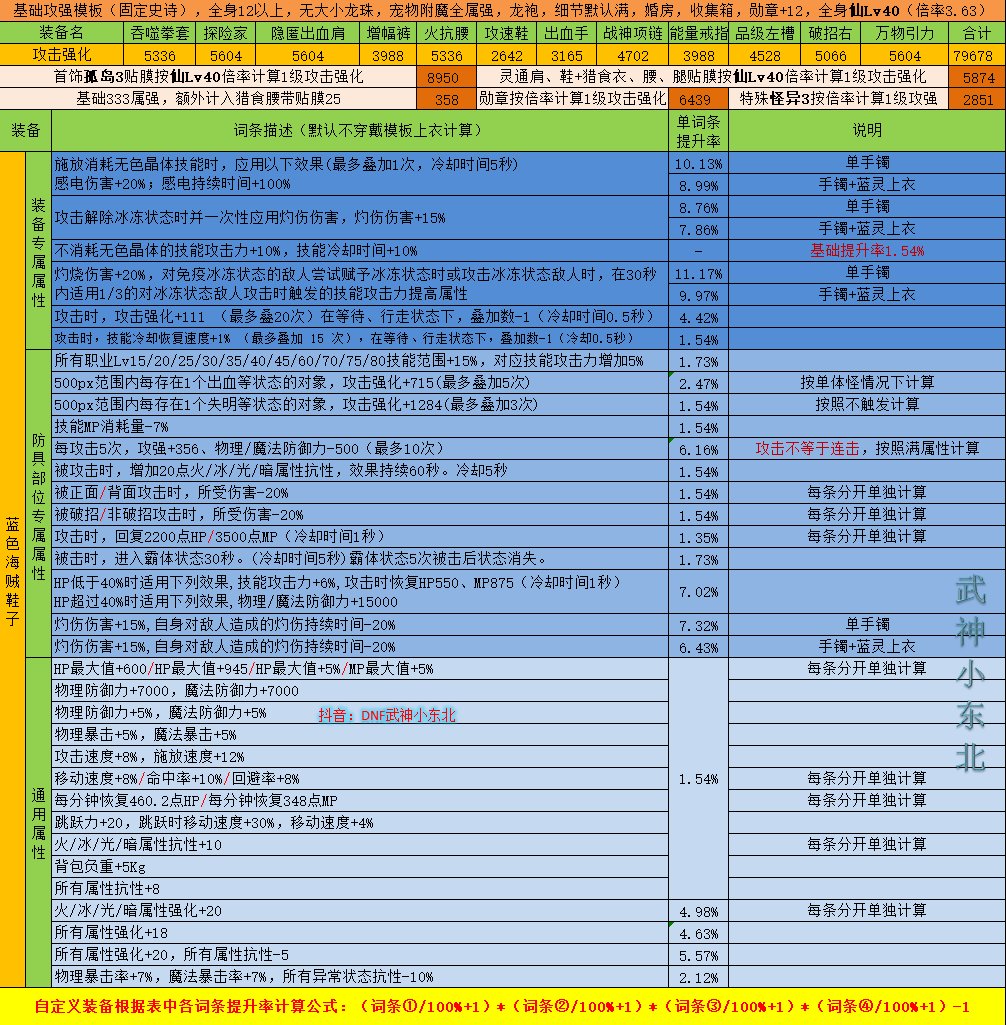 基础攻强模板（固定史诗），全身12以上，无大小龙珠，宠物附魔全属强，龙袍，细节默认满，婚房，收集箱，勋章+12，全身仙Lv40（倍率3.63）
装备名 吞噬拳套 探险家 隐匿出血肩 增幅裤 火抗腰 攻速鞋 出血手 战神项链 能量戒指 品级左槽 破招右 万物引力 合计
攻击强化 5336 5604 5604 3988 5336 2642 3165 4702 3988 4528 5066 5604 79678
首饰孤岛3贴膜按仙Lv40倍率计算1级攻击强化 8950 灵通肩、鞋+猎食衣、腰、腿贴膜按仙Lv40倍率计算1级攻击强化 5874
基础333属强，额外计入猎食腰带贴膜25 358 勋章按倍率计算1级攻击强化 6439 特殊怪异3按倍率计算1级攻强 2851
装备 词条描述（默认不穿戴模板上衣计算） 单词条提升率 说明
蓝色海贼鞋子
装备专属属性
施放消耗无色晶体技能时，应用以下效果(最多叠加1次，冷却时间5秒) 10.13% 单手镯
感电伤害+20%；感电持续时间+100% 8.99% 手镯+蓝灵上衣
攻击解除冰冻状态时并一次性应用灼伤伤害，灼伤伤害+15% 8.76% 单手镯
7.86% 手镯+蓝灵上衣
不消耗无色晶体的技能攻击力+10%，技能冷却时间+10% - 基础提升率1.54%
灼烧伤害+20%，对免疫冰冻状态的敌人尝试赋予冰冻状态时或攻击冰冻状态敌人时，在30秒 11.17% 单手镯
内适用1/3的对冰冻状态敌人攻击时触发的技能攻击力提高属性 9.97% 手镯+蓝灵上衣
攻击时，攻击强化+111 （最多叠20次）在等待、行走状态下，叠加数-1（冷却时间0.5秒） 4.42%
攻击时，技能冷却恢复速度+1% （最多叠加 15 次），在等待、行走状态下，叠加数-1（冷却0.5秒） 1.54%
防具部位专属属性
所有职业Lv15/20/25/30/35/40/45/60/70/75/80技能范围+15%，对应技能攻击力增加5% 1.73%
500px范围内每存在1个出血等状态的对象，攻击强化+715(最多叠加5次) 2.47% 按单体怪情况下计算
500px范围内每存在1个失明等状态的对象，攻击强化+1284(最多叠加3次) 1.54% 按照不触发计算
技能MP消耗量-7% 1.54%
每攻击5次，攻强+356、物理/魔法防御力-500（最多10次） 6.16% 攻击不等于连击，按照满属性计算
被攻击时，增加20点火/冰/光/暗属性抗性，效果持续60秒。冷却5秒 1.54%
被正面/背面攻击时，所受伤害-20% 1.54% 每条分开单独计算
被破招/非破招攻击时，所受伤害-20% 1.54% 每条分开单独计算
攻击时，回复2200点HP/3500点MP（冷却时间1秒） 1.35% 每条分开单独计算
被击时，进入霸体状态30秒。(冷却时间5秒)霸体状态5次被击后状态消失。 1.73%
HP低于40%时适用下列效果,技能攻击力+6%,攻击时恢复HP550、MP875（冷却时间1秒）
HP超过40%时适用下列效果,物理/魔法防御力+15000 7.02%
灼伤伤害+15%,自身对敌人造成的灼伤持续时间-20% 7.32% 单手镯
灼伤伤害+15%,自身对敌人造成的灼伤持续时间-20% 6.43% 手镯+蓝灵上衣
通用属性
HP最大值+600/HP最大值+945/HP最大值+5%/MP最大值+5% 每条分开单独计算
物理防御力+7000，魔法防御力+7000
物理防御力+5%，魔法防御力+5% 抖音：DNF武神小东北
物理暴击+5%，魔法暴击+5%
攻击速度+8%，施放速度+12%
移动速度+8%/命中率+10%/回避率+8% 1.54% 每条分开单独计算
每分钟恢复460.2点HP/每分钟恢复348点MP 每条分开单独计算
跳跃力+20，跳跃时移动速度+30%，移动速度+4%
火/冰/光/暗属性抗性+10 每条分开单独计算
背包负重+5Kg
所有属性抗性+8
火/冰/光/暗属性强化+20 4.98% 每条分开单独计算
所有属性强化+18 4.63%
所有属性强化+20，所有属性抗性-5 5.57%
物理暴击率+7%，魔法暴击率+7%，所有异常状态抗性-10% 2.12%
武神小东北
自定义装备根据表中各词条提升率计算公式：（词条①/100%+1）*（词条②/100%+1）*（词条③/100%+1）*（词条④/100%+1）-1